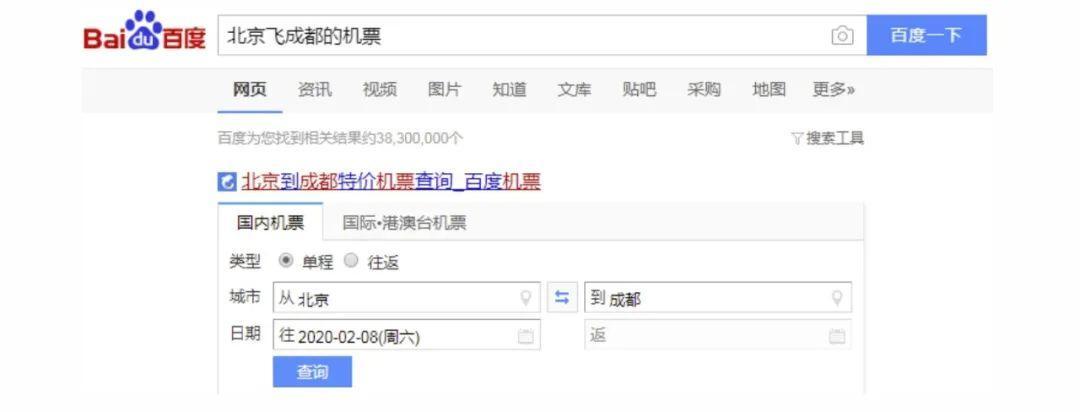 Baidu百度 北京飞成都的机票 百度一下
网页 资讯 视频 图片 知道 文库 贴吧 采购 地图 更多»
百度为您找到相关结果约38,300,000个 搜索工具
北京到成都特价机票查询_百度机票
国内机票 国际·港澳台机票
类型 单程 往返
城市 从 北京 到 成都
日期 往 2020-02-08(周六) 返
查询